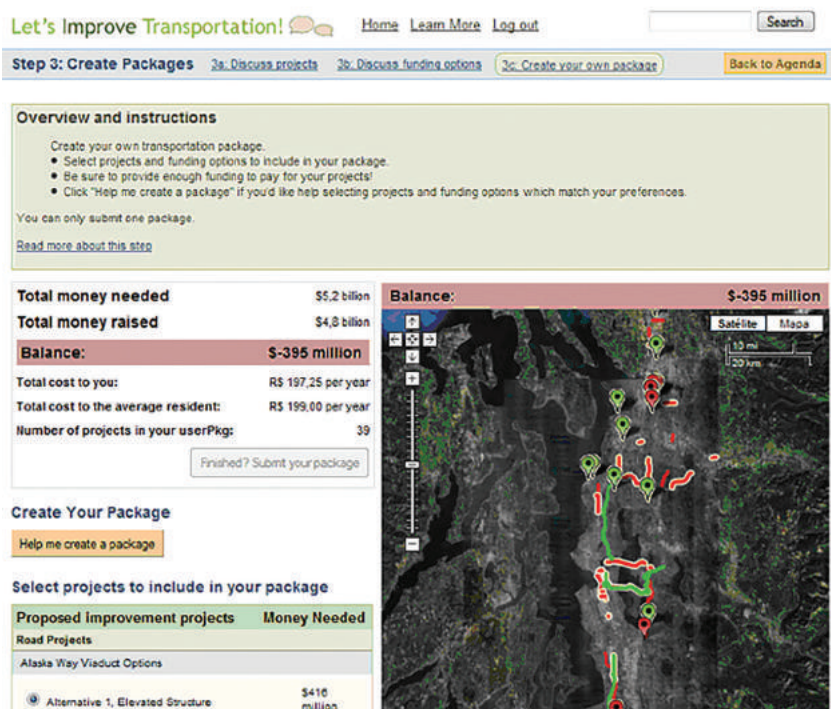 Let's Improve Transportation!
Home Learn More Log out
Search
Step 3: Create Packages 3a: Discuss projects 3b: Discuss funding options 3c: Create your own package Back to Agenda
Overview and instructions
Create your own transportation package.
• Select projects and funding options to include in your package.
• Be sure to provide enough funding to pay for your projects!
• Click "Help me create a package" if you'd like help selecting projects and funding options which match your preferences.
You can only submit one package.
Read more about this step
Total money needed $5,2 billion
Total money raised $4,8 billion
Balance: $-395 million
Total cost to you: R$ 197,25 per year
Total cost to the average resident: R$ 199,00 per year
Number of projects in your userPkg: 39
Finished? Submit your package
Create Your Package
Help me create a package
Select projects to include in your package
Proposed improvement projects Money Needed
Road Projects
Alaska Way Viaduct Options
Alternative 1, Elevated Structure $416 million
Balance: $-395 million
Satélite Mapa
10 mi
20 km